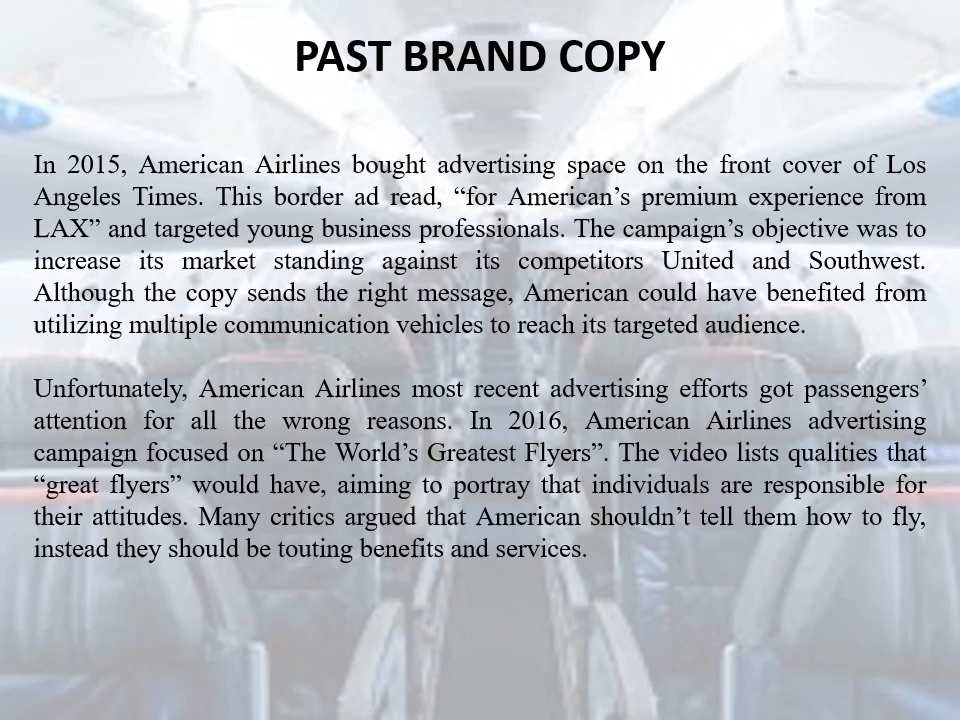 PAST BRAND COPY
In 2015, American Airlines bought advertising space on the front cover of Los
Angeles Times. This border ad read, “for American’s premium experience from
LAX” and targeted young business professionals. The campaign’s objective was to
increase its market standing against its competitors United and Southwest.
Although the copy sends the right message, American could have benefited from
utilizing multiple communication vehicles to reach its targeted audience.
Unfortunately, American Airlines most recent advertising efforts got passengers’
attention for all the wrong reasons. In 2016, American Airlines advertising
campaign focused on “The World’s Greatest Flyers”. The video lists qualities that
“great flyers” would have, aiming to portray that individuals are responsible for
their attitudes. Many critics argued that American shouldn’t tell them how to fly,
instead they should be touting benefits and services.